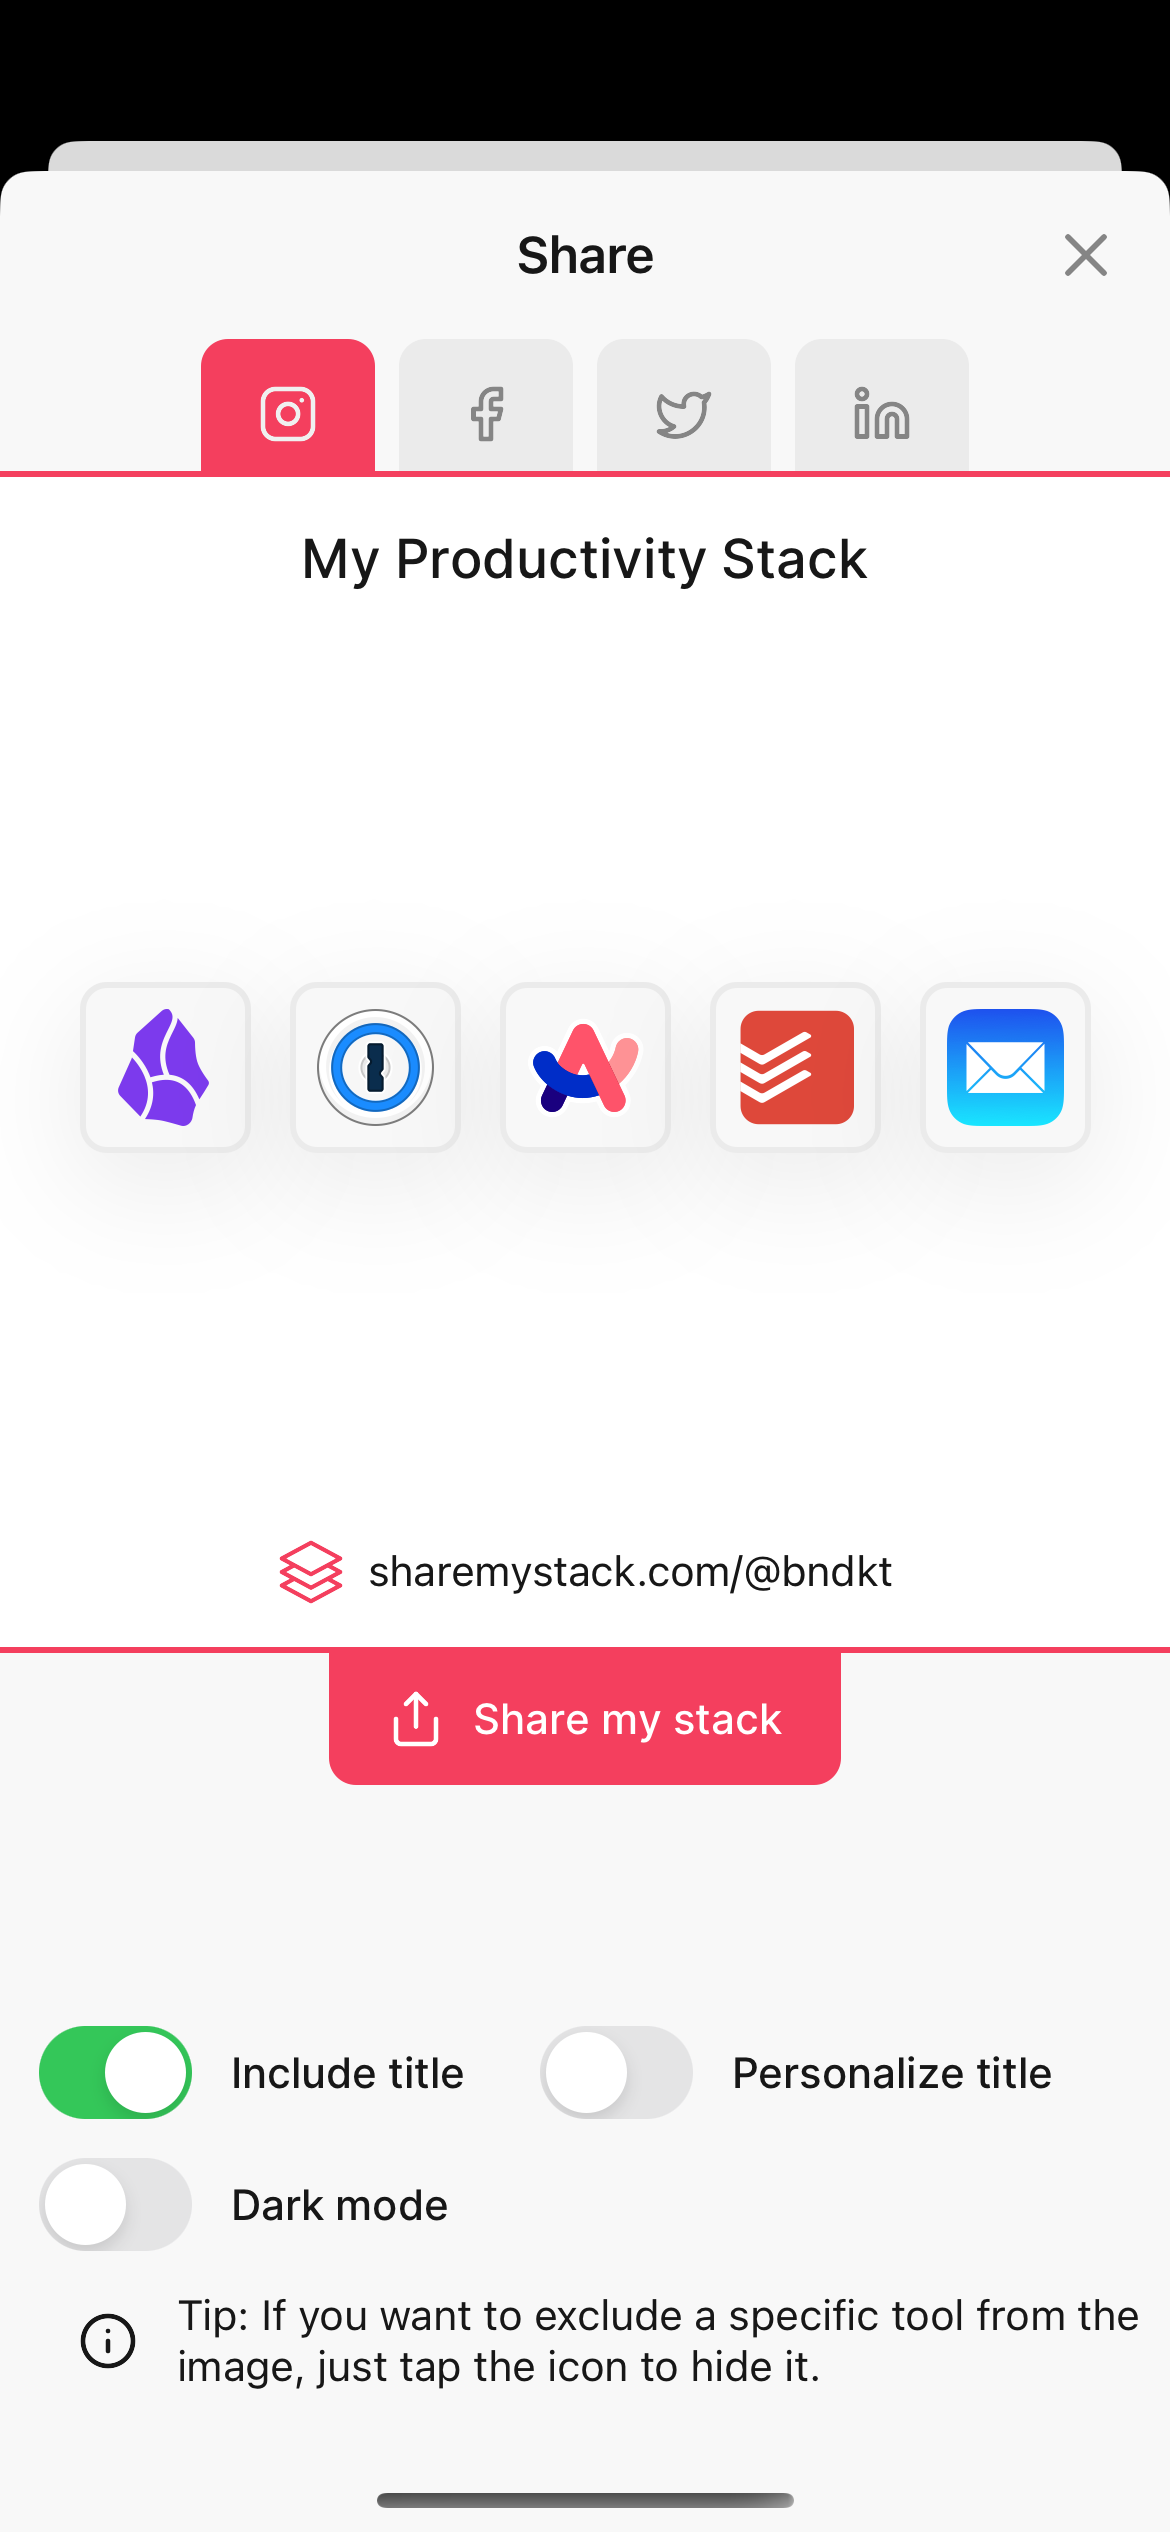 Share
My Productivity Stack
sharemystack.com/@bndkt
Share my stack
Include title
Personalize title
Dark mode
Tip: If you want to exclude a specific tool from the
image, just tap the icon to hide it.